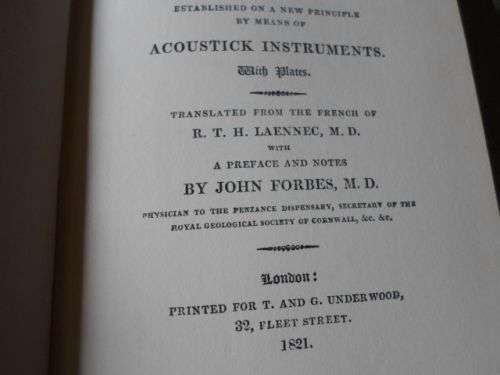 ESTABLISHED ON A NEW PRINCIPLE
BY MEANS OF
ACOUSTICK INSTRUMENTS.
With Plates.
TRANSLATED FROM THE FRENCH OF
R. T. H. LAENNEC, M. D.
WITH
A PREFACE AND NOTES
BY JOHN FORBES, M. D.
PHYSICIAN TO THE PENZANCE DISPENSARY, SECRETARY OF THE
ROYAL GEOLOGICAL SOCIETY OF CORNWALL, &c. &c.
London:
PRINTED FOR T. AND G. UNDERWOOD,
32, FLEET STREET.
1821.